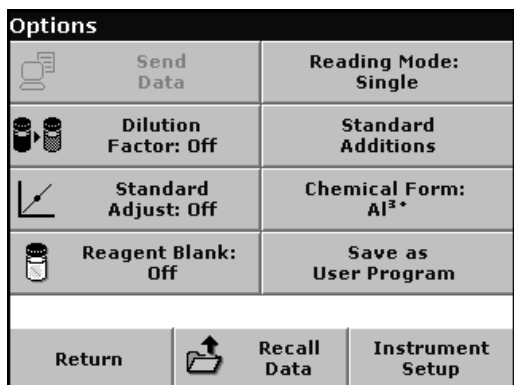 Options
Send
Data
Reading Mode:
Single
Dilution
Factor: Off
Standard
Additions
Standard
Adjust: Off
Chemical Form:
Al³⁺
Reagent Blank:
Off
Save as
User Program
Return
Recall
Data
Instrument
Setup